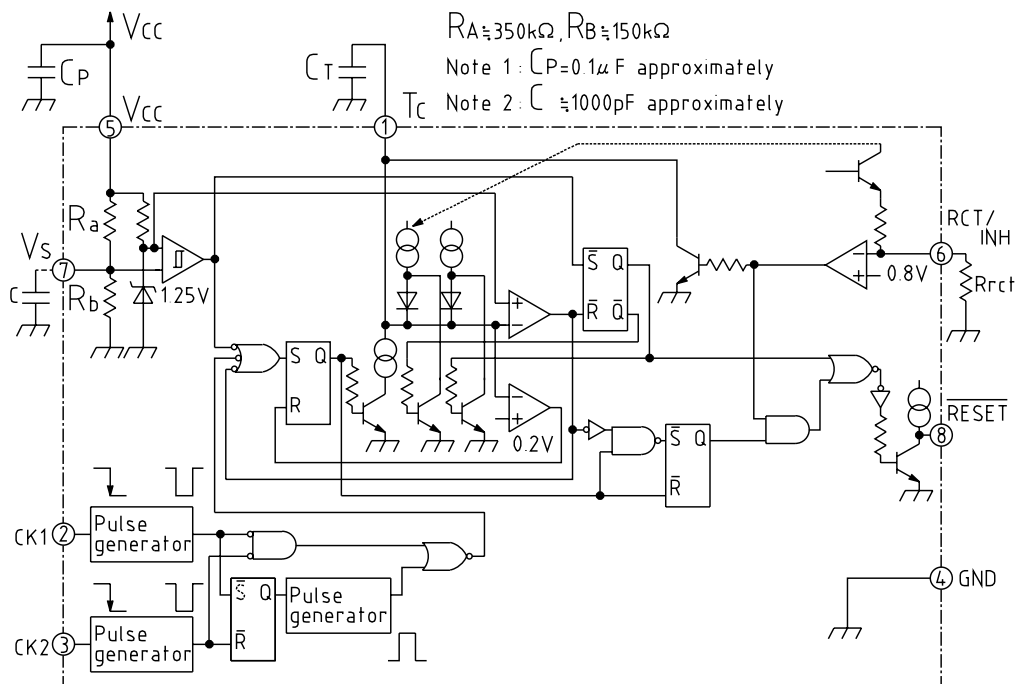 VCC
RA≒350kΩ, RB≒150kΩ
CP
CT
Note 1: CP=0.1μF approximately
Note 2: C ≒1000pF approximately
VCC
TC
5
1
Ra
VS
7
C
Rb
1.25V
RCT/
INH
6
0.8V
Rrct
S̅ Q
R̅ Q̅
+
−
S Q
R
−
+
0.2V
−
+
RESET
8
S̅ Q
R̅
CK1
2
Pulse
generator
CK2
3
Pulse
generator
S̅ Q
R̅
Pulse
generator
4
GND